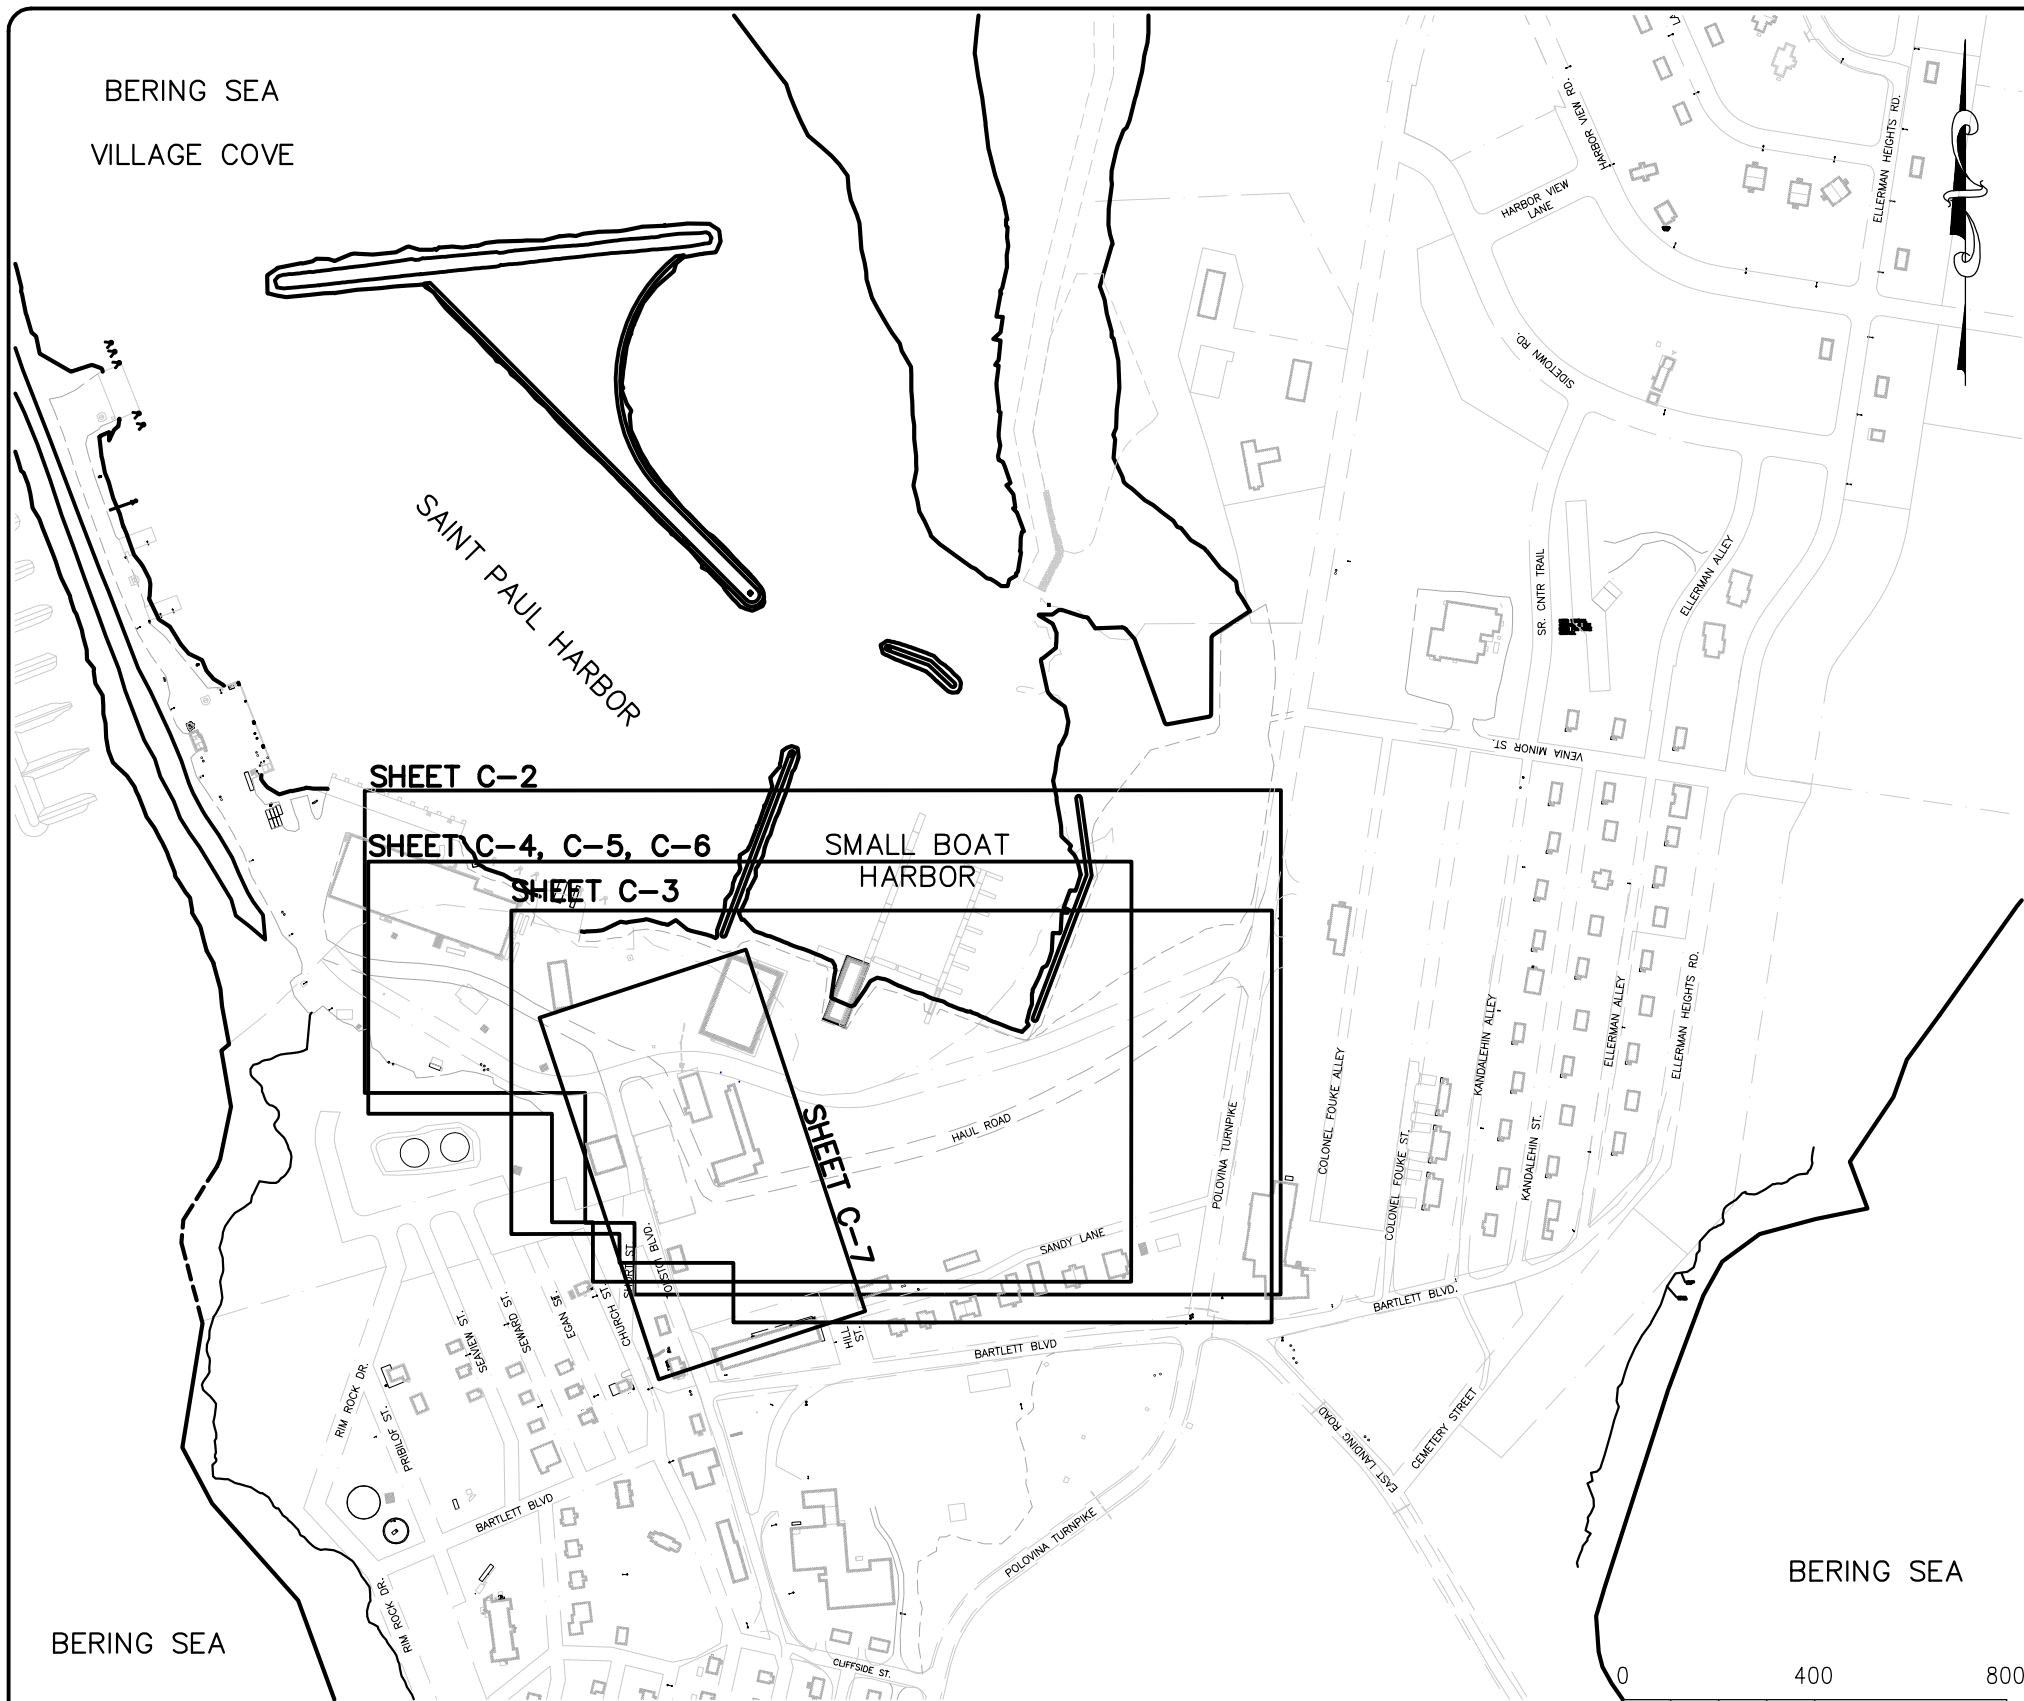 BERING SEA
VILLAGE COVE
HARBOR VIEW RD.
ELLERMAN HEIGHTS RD.
HARBOR VIEW
LANE
SIDETOWN RD.
SAINT PAUL HARBOR
SR. CNTR TRAIL
ELLERMAN ALLEY
VENIA MINOR ST.
SHEET C-2
SHEET C-4, C-5, C-6
SMALL BOAT
HARBOR
SHEET C-3
SHEET C-7
HAUL ROAD
POLOVINA TURNPIKE
COLONEL FOUKE ALLEY
COLONEL FOUKE ST.
KANDALEHIN ALLEY
KANDALEHIN ST.
ELLERMAN ALLEY
ELLERMAN HEIGHTS RD.
SANDY LANE
TOLSTOI BLVD.
SHORT ST.
CHURCH ST.
EGAN ST.
SEWARD ST.
SEAVIEW ST.
HILL
ST.
BARTLETT BLVD
BARTLETT BLVD.
RIM ROCK DR.
PRIBILOF ST.
EAST LANDING ROAD
CEMETERY STREET
BARTLETT BLVD
POLOVINA TURNPIKE
RIM ROCK DR.
CLIFFSIDE ST.
BERING SEA
BERING SEA
0 400 800